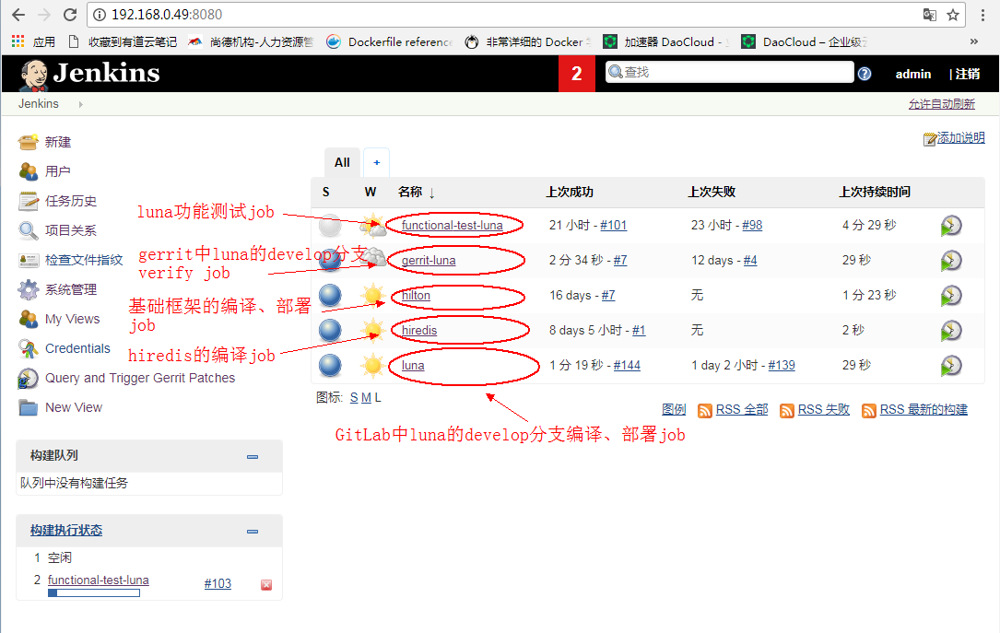 192.168.0.49:8080
应用 收藏到有道云笔记 尚德机构-人力资源管 Dockerfile reference 非常详细的 Docker 加速器 DaoCloud - DaoCloud – 企业级云 »
Jenkins 2 查找 admin | 注销
Jenkins 允许自动刷新
添加说明
新建
用户
任务历史
项目关系
检查文件指纹
系统管理
My Views
Credentials
Query and Trigger Gerrit Patches
New View
All +
S W 名称 ↓ 上次成功 上次失败 上次持续时间
functional-test-luna 21 小时 - #101 23 小时 - #98 4 分 29 秒
gerrit-luna 2 分 34 秒 - #7 12 days - #4 29 秒
hilton 16 days - #7 无 1 分 23 秒
hiredis 8 days 5 小时 - #1 无 2 秒
luna 1 分 19 秒 - #144 1 day 2 小时 - #139 29 秒
luna功能测试job
gerrit中luna的develop分支
verify job
基础框架的编译、部署
job
hiredis的编译job
GitLab中luna的develop分支编译、部署job
图标: S M L
图例 RSS 全部 RSS 失败 RSS 最新的构建
构建队列
队列中没有构建任务
构建执行状态
1 空闲
2 functional-test-luna #103